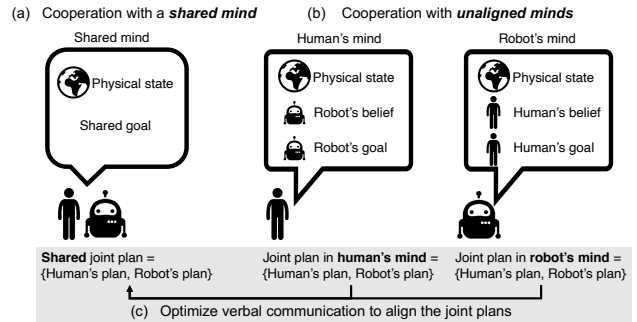 (a) Cooperation with a shared mind
Shared mind
Physical state
Shared goal
Shared joint plan =
{Human's plan, Robot's plan}
(b) Cooperation with unaligned minds
Human's mind
Physical state
Robot's belief
Robot's goal
Joint plan in human's mind =
{Human's plan, Robot's plan}
Robot's mind
Physical state
Human's belief
Human's goal
Joint plan in robot's mind =
{Human's plan, Robot's plan}
(c) Optimize verbal communication to align the joint plans